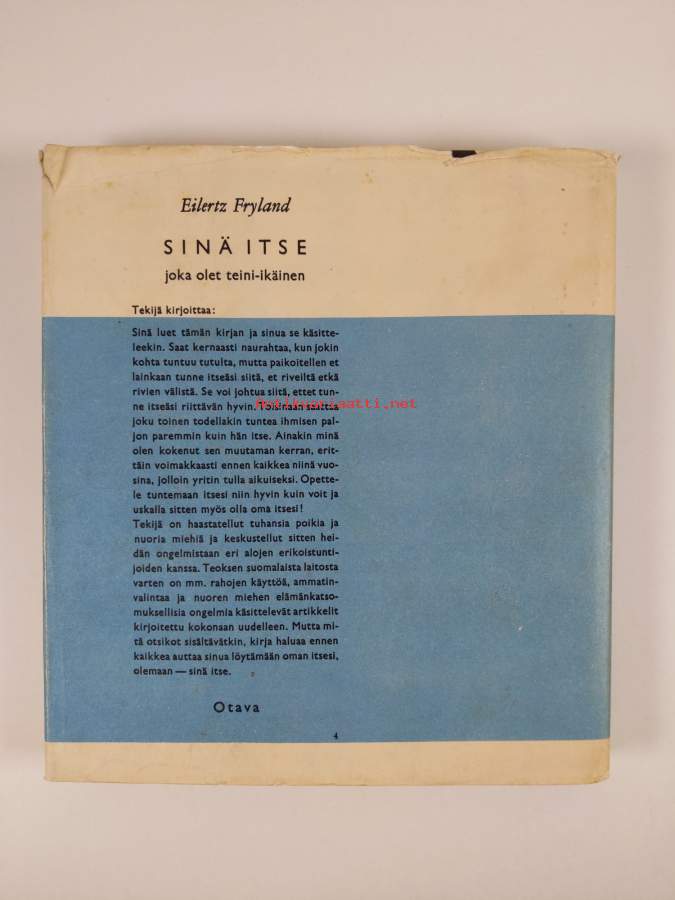 Eilertz Fryland
SINÄ ITSE
joka olet teini-ikäinen
Tekijä kirjoittaa:
Sinä luet tämän kirjan ja sinua se käsitte-
leekin. Saat kernaasti naurahtaa, kun jokin
kohta tuntuu tutulta, mutta paikoitellen et
lainkaan tunne itseäsi siitä, et riveiltä etkä
rivien välistä. Se voi johtua siitä, ettet tun-
ne itseäsi riittävän hyvin. Toisinaan saattaa
antikvariaatti.net
joku toinen todellakin tuntea ihmisen pal-
jon paremmin kuin hän itse. Ainakin minä
olen kokenut sen muutaman kerran, erit-
täin voimakkaasti ennen kaikkea niinä vuo-
sina, jolloin yritin tulla aikuiseksi. Opette-
le tuntemaan itsesi niin hyvin kuin voit ja
uskalla sitten myös olla oma itsesi!
Tekijä on haastatellut tuhansia poikia ja
nuoria miehiä ja keskustellut sitten hei-
dän ongelmistaan eri alojen erikoistunti-
joiden kanssa. Teoksen suomalaista laitosta
varten on mm. rahojen käyttöä, ammatin-
valintaa ja nuoren miehen elämänkatso-
muksellisia ongelmia käsittelevät artikkelit
kirjoitettu kokonaan uudelleen. Mutta mi-
tä otsikot sisältävätkin, kirja haluaa ennen
kaikkea auttaa sinua löytämään oman itsesi,
olemaan — sinä itse.
Otava
4